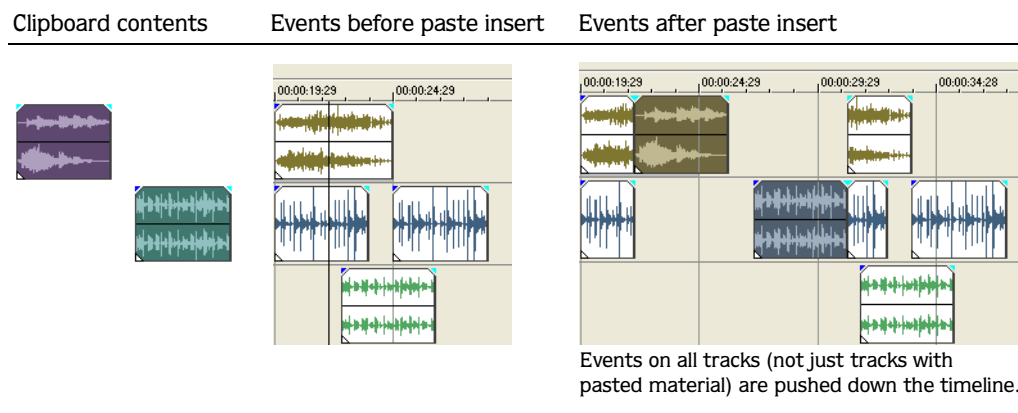 Clipboard contents
Events before paste insert
Events after paste insert
00:00:19:29 00:00:24:29
00:00:19:29 00:00:24:29 00:00:29:29 00:00:34:28
Events on all tracks (not just tracks with
pasted material) are pushed down the timeline.